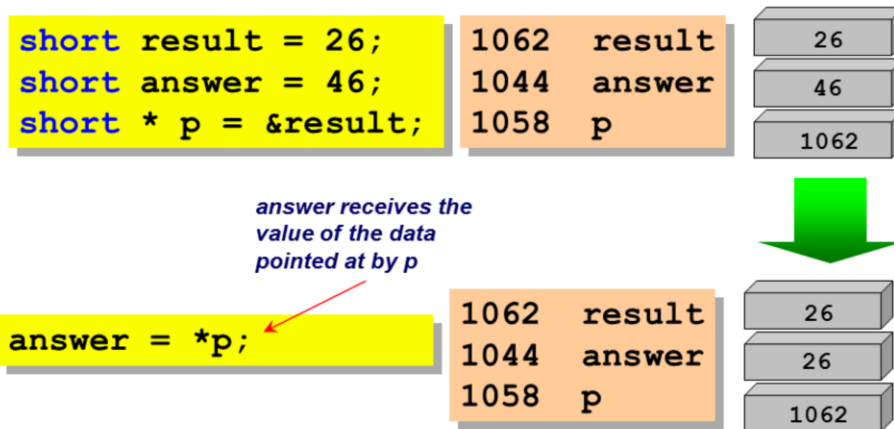 short result = 26;
short answer = 46;
short * p = &result;
1062 result
1044 answer
1058 p
26
46
1062
answer receives the
value of the data
pointed at by p
answer = *p;
1062 result
1044 answer
1058 p
26
26
1062